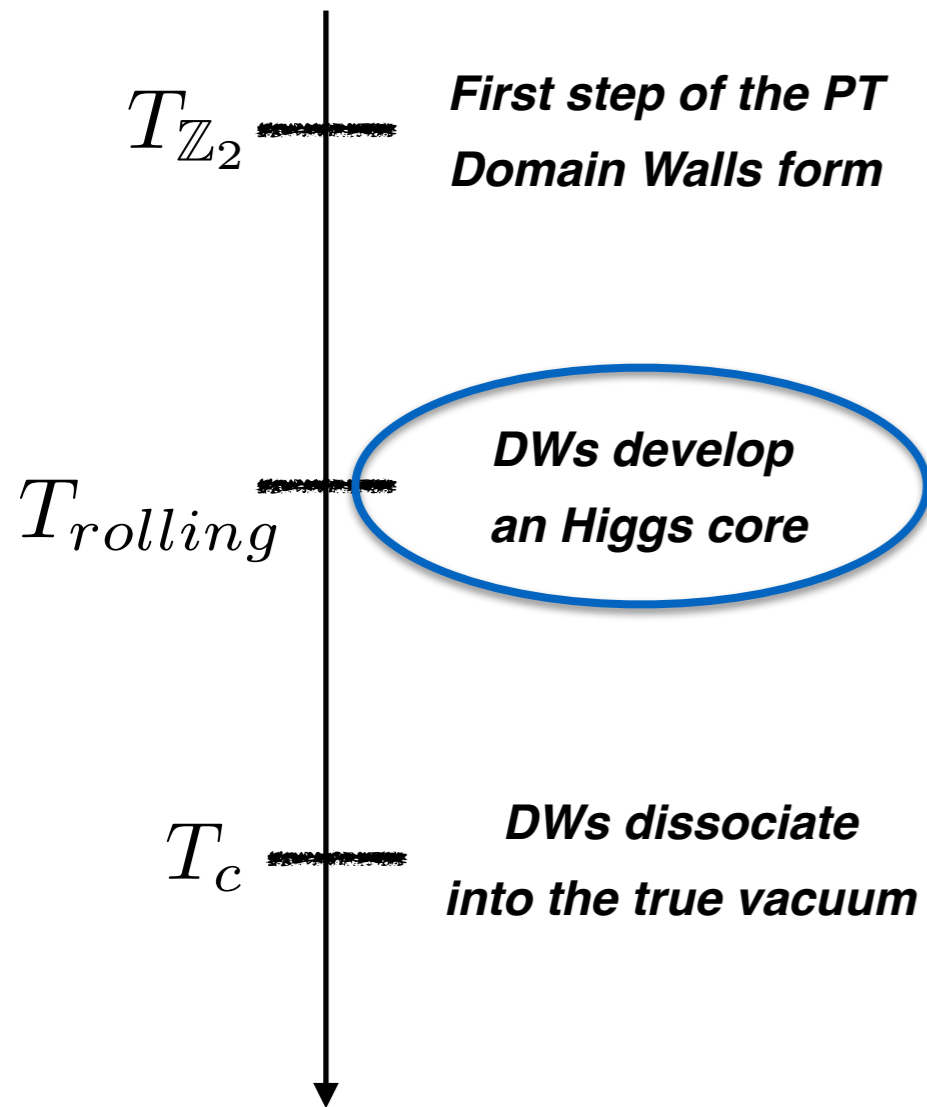 T_{\mathbb{Z}_2}
First step of the PT
Domain Walls form
T_{rolling}
DWs develop
an Higgs core
T_c
DWs dissociate
into the true vacuum